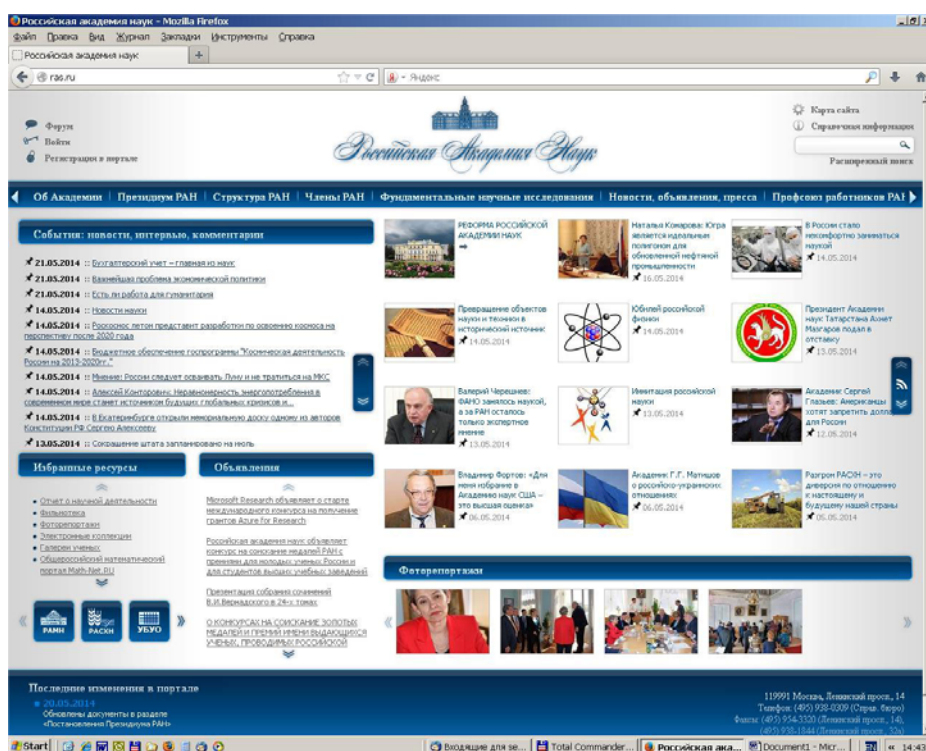 Российская академия наук - Mozilla Firefox
Файл Правка Вид Журнал Закладки Инструменты Справка
Российская академия наук +
ras.ru
Яндекс
Форум
Войти
Регистрация в портале
Российская Академия Наук
Карта сайта
Справочная информация
Расширенный поиск
Об Академии | Президиум РАН | Структура РАН | Члены РАН | Фундаментальные научные исследования | Новости, объявления, пресса | Профсоюз работников РАН
События: новости, интервью, комментарии
21.05.2014 :: Бухгалтерский учет – главная из наук
21.05.2014 :: Важнейшая проблема экономической политики
21.05.2014 :: Есть ли работа для гуманитария
14.05.2014 :: Новости науки
14.05.2014 :: Роскосмос летом представит разработки по освоению космоса на
перспективу после 2020 года
14.05.2014 :: Бюджетное обеспечение госпрограммы "Космическая деятельность
России на 2013-2020гг."
14.05.2014 :: Мнение: России следует осваивать Луну и не тратиться на МКС
14.05.2014 :: Алексей Конторович: Неравномерность энергопотребления в
современном мире станет источником будущих глобальных кризисов и...
14.05.2014 :: В Екатеринбурге открыли мемориальную доску одному из авторов
Конституции РФ Сергею Алексееву
13.05.2014 :: Сокращение штата запланировано на июль
РЕФОРМА РОССИЙСКОЙ
АКАДЕМИИ НАУК
Наталья Комарова: Югра
является идеальным
полигоном для
обновленной нефтяной
промышленности
16.05.2014
В России стало
некомфортно заниматься
наукой
14.05.2014
Превращение объектов
науки и техники в
исторический источник
14.05.2014
Юбилей российской
физики
14.05.2014
Президент Академии
наук Татарстана Ахмет
Мазгаров подал в
отставку
13.05.2014
Валерий Черешнев:
ФАНО занялось наукой,
а за РАН осталось
только экспертное
мнение
13.05.2014
Имитация российской
науки
13.05.2014
Академик Сергей
Глазьев: Американцы
хотят запретить доллар
для России
12.05.2014
Владимир Фортов: «Для
меня избрание в
Академию наук США –
это высшая оценка»
06.05.2014
Академик Г.Г. Матишов
о российско-украинских
отношениях
06.05.2014
Разгром РАСХН – это
диверсия по отношению
к настоящему и
будущему нашей страны
05.05.2014
Избранные ресурсы
Отчет о научной деятельности
Фильмотека
Фоторепортажи
Электронные коллекции
Галереи ученых
Общероссийский математический
портал Math-Net.RU
РАМН
РАСХН
УБУО
Объявления
Microsoft Research объявляет о старте
международного конкурса на получение
грантов Azure for Research
Российская академия наук объявляет
конкурс на соискание медалей РАН с
премиями для молодых ученых России и
для студентов высших учебных заведений
Презентация собрания сочинений
В.И.Вернадского в 24-х томах
О КОНКУРСАХ НА СОИСКАНИЕ ЗОЛОТЫХ
МЕДАЛЕЙ И ПРЕМИЙ ИМЕНИ ВЫДАЮЩИХСЯ
УЧЕНЫХ, ПРОВОДИМЫХ РОССИЙСКОЙ
Фоторепортажи
Последние изменения в портале
20.05.2014
Обновлены документы в разделе
«Постановления Президиума РАН»
119991 Москва, Ленинский просп., 14
Телефон: (495) 938-0309 (Справ. бюро)
Факсы: (495) 954-3320 (Ленинский просп., 14),
(495) 938-1844 (Ленинский просп., 32а)
Start
Входящие для se...
Total Commander...
Российская ака...
Document1 - Micr...
EN
14:43